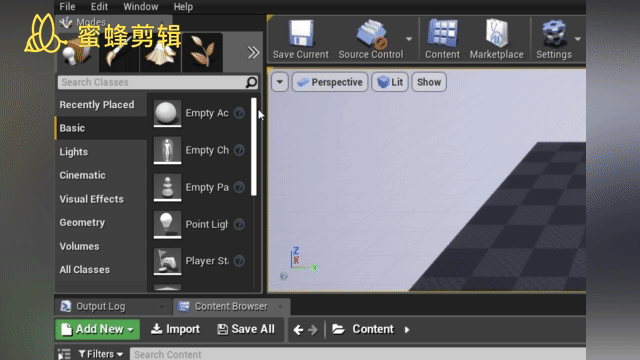 File Edit Window Help
Modes
蜜蜂剪辑
Search Classes
Recently Placed
Basic
Lights
Cinematic
Visual Effects
Geometry
Volumes
All Classes
Empty Ac
Empty Ch
Empty Pa
Point Ligh
Player Sta
Save Current
Source Control
Content
Marketplace
Settings
Perspective
Lit
Show
Z
X
Y
Output Log
Content Browser
Add New
Import
Save All
Content
Filters
Search Content